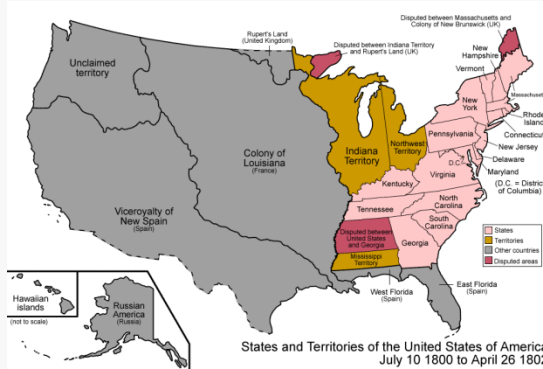 Rupert's Land
(United Kingdom)
Disputed between Indiana Territory
and Rupert's Land (UK)
Disputed between Massachusetts and
Colony of New Brunswick (UK)
New
Hampshire
Vermont
Massachusetts
New
York
Rhode
Island
Connecticut
New Jersey
Delaware
Maryland
(D.C. = District
of Columbia)
Unclaimed
territory
Colony of
Louisiana
(France)
Indiana
Territory
Northwest
Territory
Pennsylvania
D.C.
Virginia
Kentucky
North
Carolina
Tennessee
South
Carolina
Viceroyalty of
New Spain
(Spain)
Disputed between
United States
and Georgia
Georgia
Mississippi
Territory
States
Territories
Other countries
Disputed areas
West Florida
(Spain)
East Florida
(Spain)
Hawaiian
islands
(not to scale)
Russian
America
(Russia)
States and Territories of the United States of America
July 10 1800 to April 26 1802